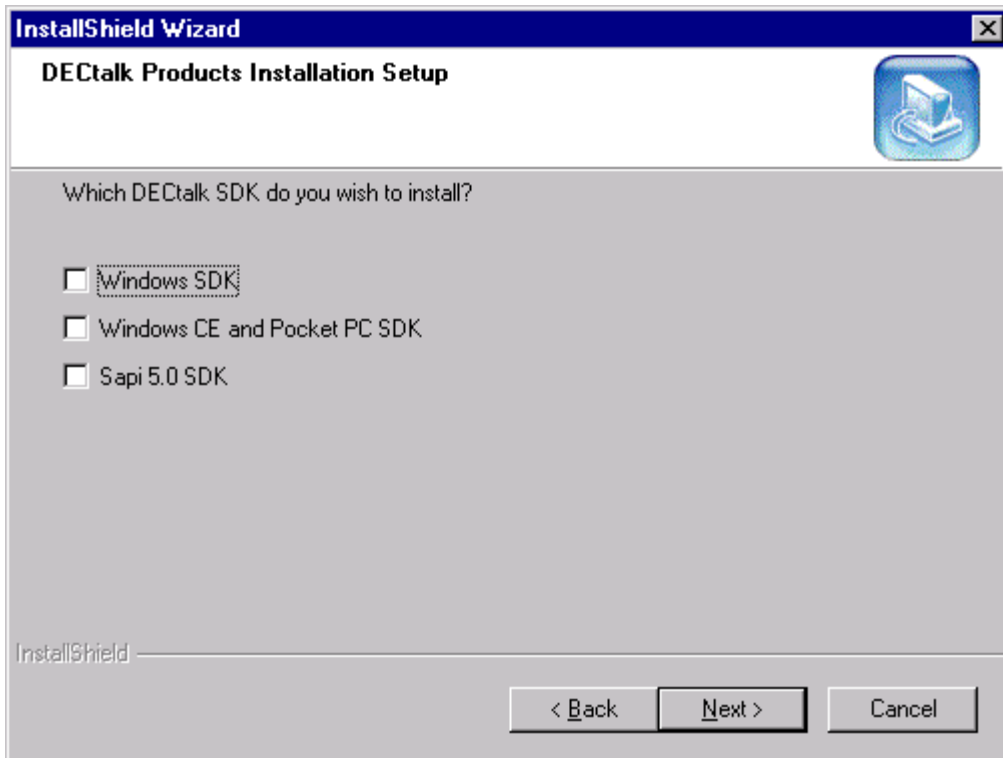 InstallShield Wizard
DECtalk Products Installation Setup
Which DECtalk SDK do you wish to install?
Windows SDK
Windows CE and Pocket PC SDK
Sapi 5.0 SDK
InstallShield
< Back Next > Cancel